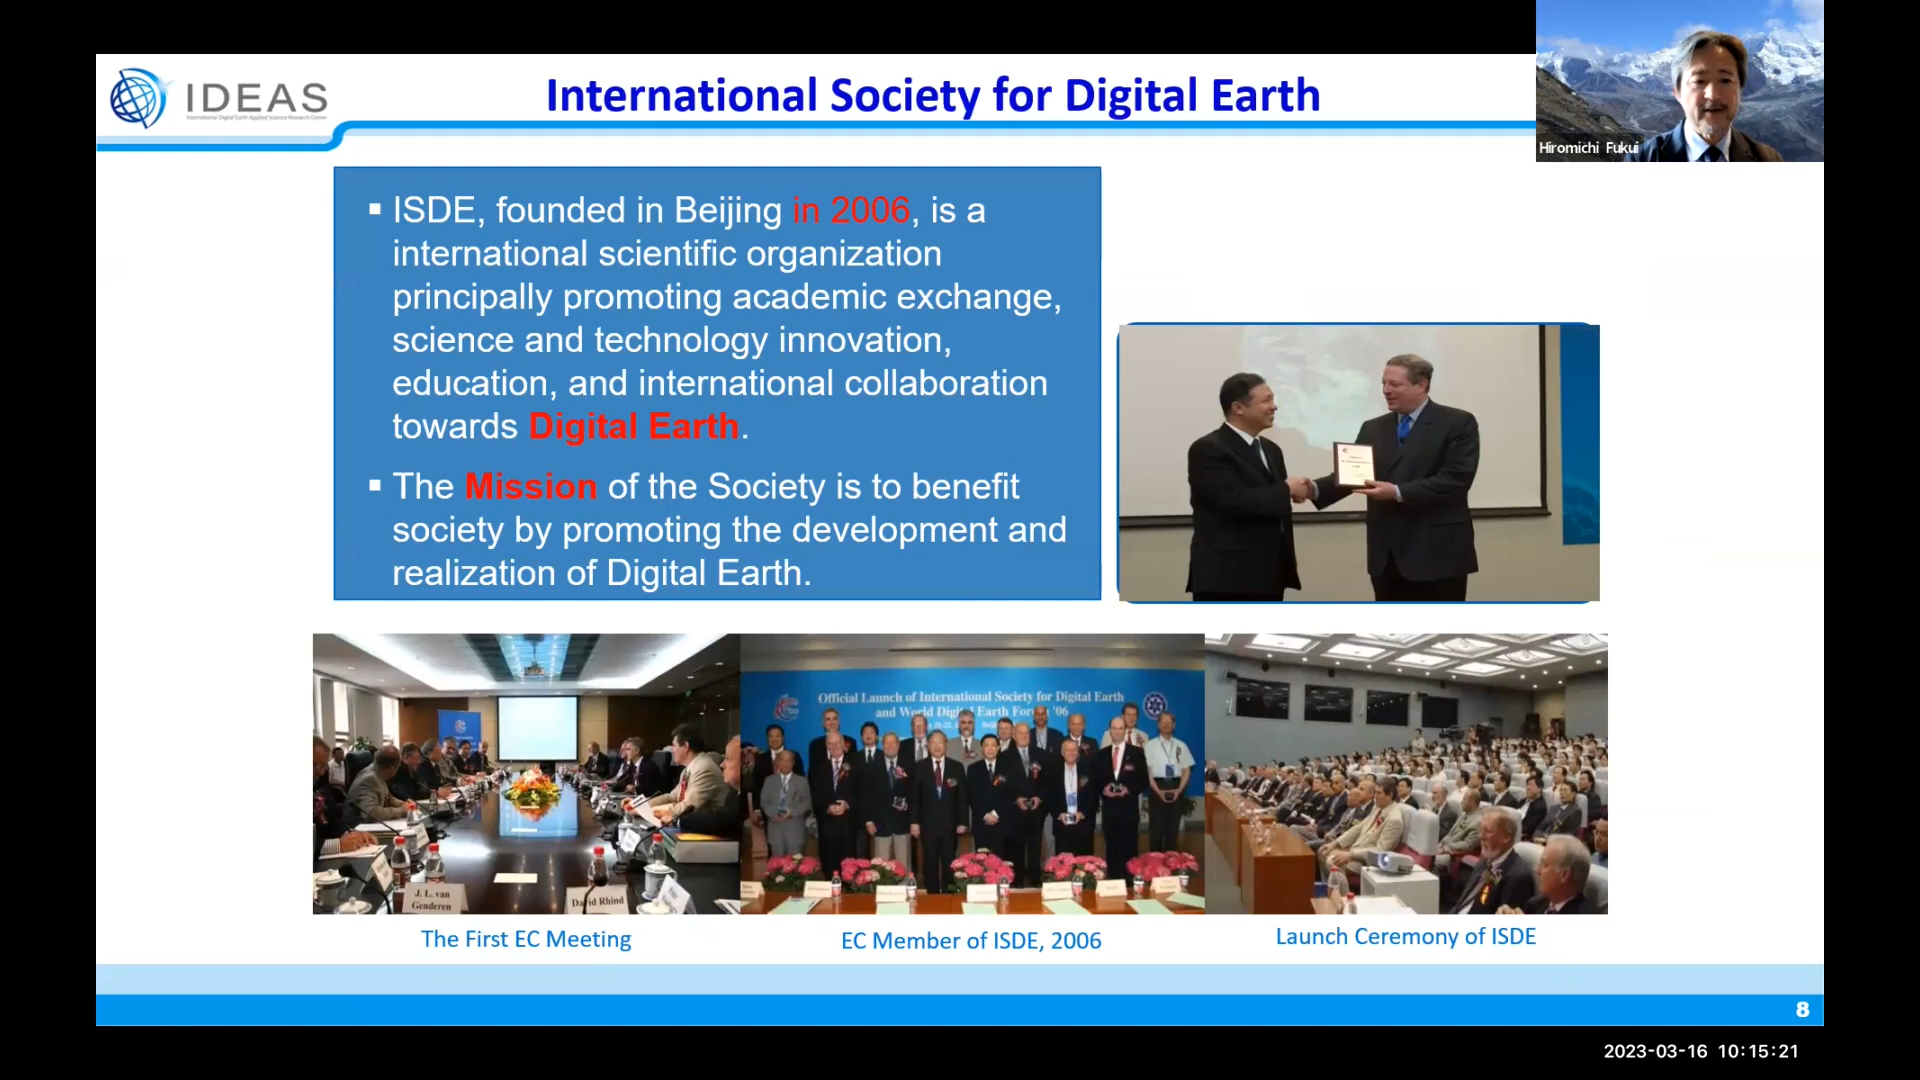 IDEAS
International Digital Earth Applied Science Research Center
International Society for Digital Earth
Hiromichi Fukui
▪ ISDE, founded in Beijing in 2006, is a
international scientific organization
principally promoting academic exchange,
science and technology innovation,
education, and international collaboration
towards Digital Earth.
▪ The Mission of the Society is to benefit
society by promoting the development and
realization of Digital Earth.
J. L. van
Genderen
David Rhind
Official Launch of International Society for Digital Earth
and World Digital Earth Forum '06
The First EC Meeting
EC Member of ISDE, 2006
Launch Ceremony of ISDE
8
2023-03-16 10:15:21